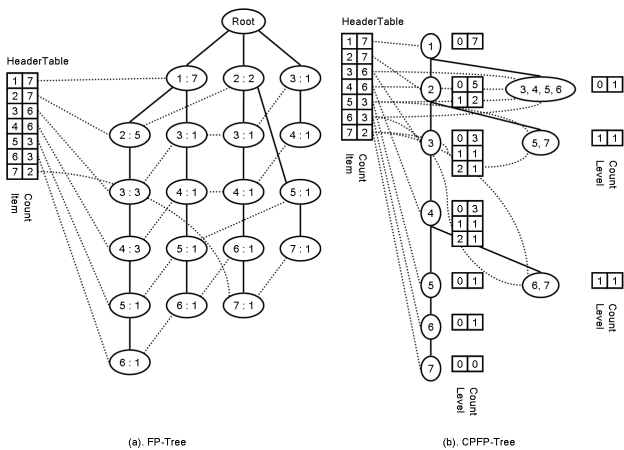 HeaderTable
1 7
2 7
3 6
4 6
5 3
6 3
7 2
Item
Count
Root
1 : 7
2 : 2
3 : 1
2 : 5
3 : 1
3 : 1
4 : 1
3 : 3
4 : 1
4 : 1
5 : 1
4 : 3
5 : 1
6 : 1
7 : 1
5 : 1
6 : 1
7 : 1
6 : 1
(a). FP-Tree
HeaderTable
1 7
2 7
3 6
4 6
5 3
6 3
7 2
Item
Count
1
0 7
2
0 5
1 2
3, 4, 5, 6
0 1
3
0 3
1 1
2 1
5, 7
1 1
Level
Count
4
0 3
1 1
2 1
5
0 1
6, 7
1 1
Level
Count
6
0 1
7
0 0
Level
Count
(b). CPFP-Tree